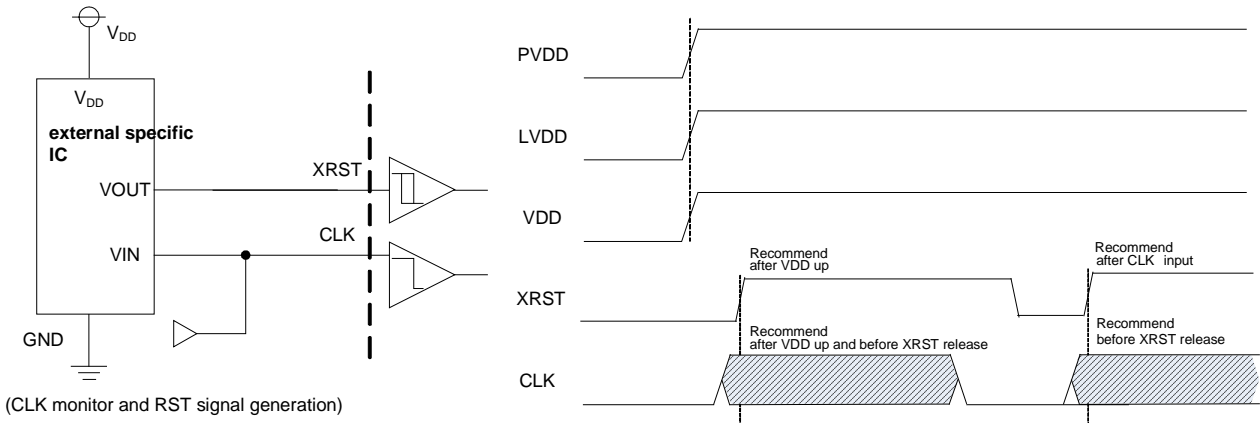 V_DD
V_DD
external specific
IC
VOUT
VIN
GND
XRST
CLK
(CLK monitor and RST signal generation)
PVDD
LVDD
VDD
XRST
Recommend
after VDD up
Recommend
after CLK input
CLK
Recommend
after VDD up and before XRST release
Recommend
before XRST release